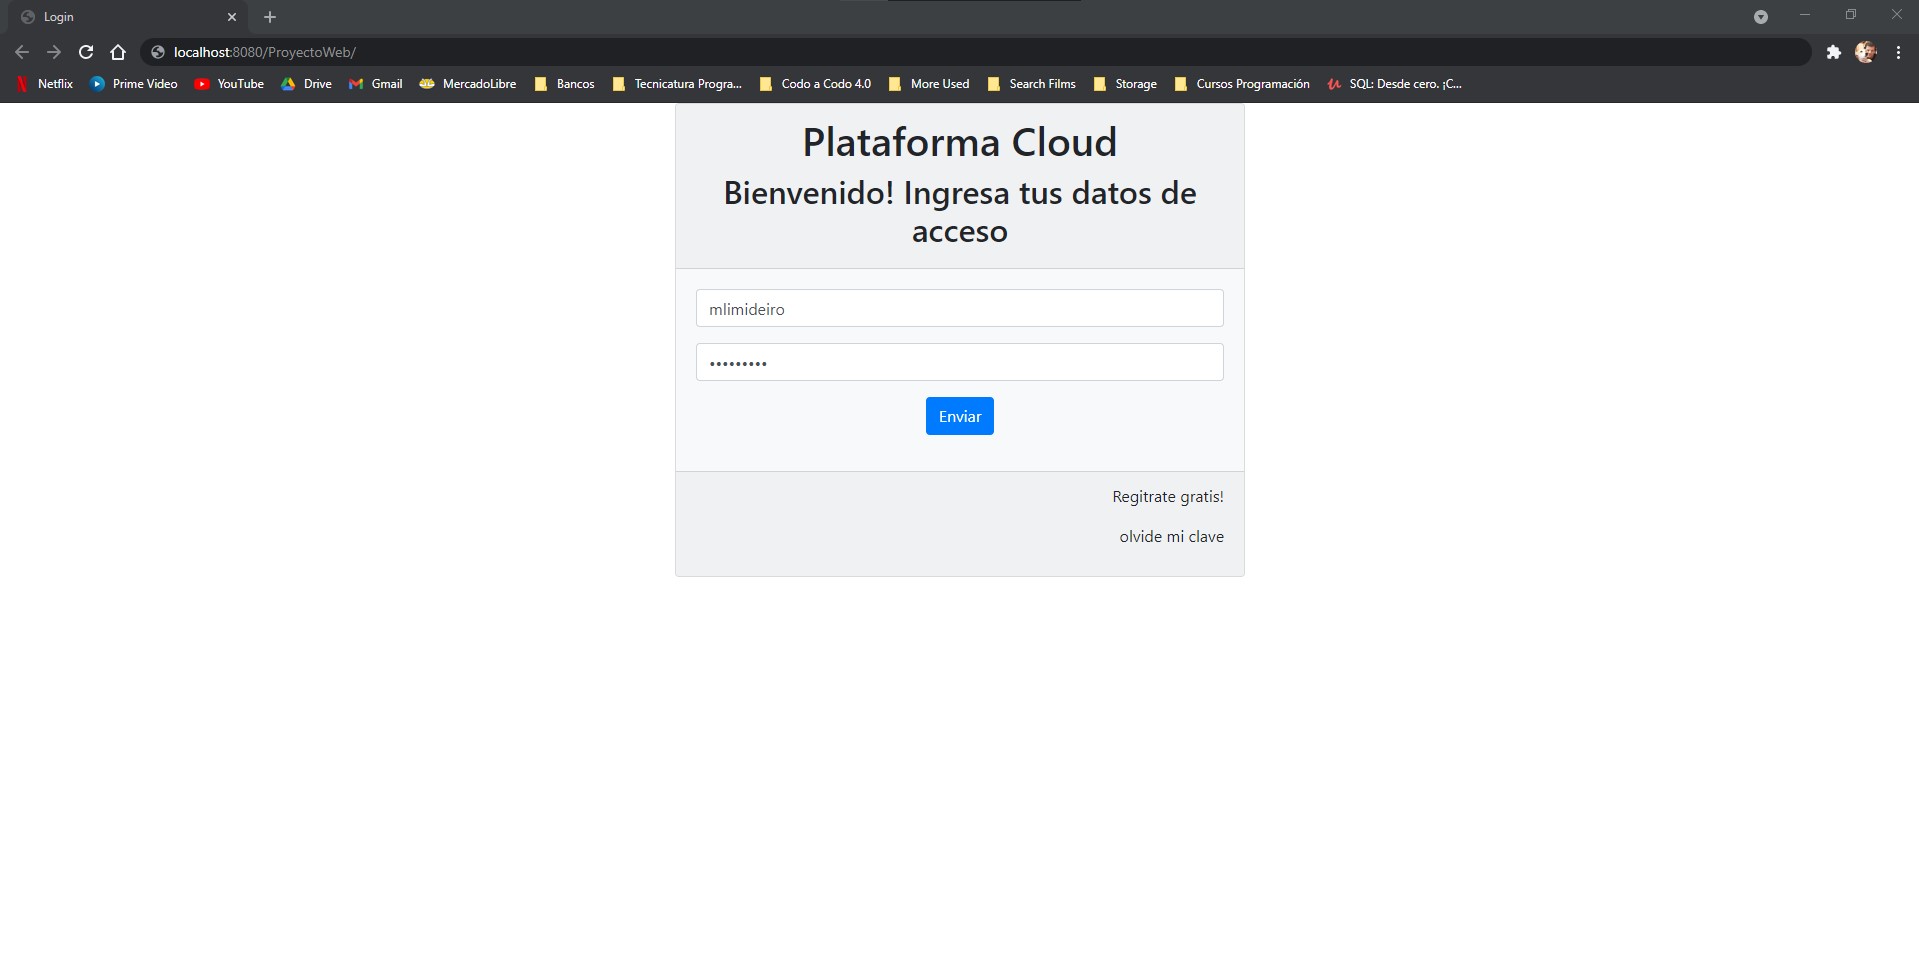 Login
localhost:8080/ProyectoWeb/
Netflix Prime Video YouTube Drive Gmail MercadoLibre Bancos Tecnicatura Progra... Codo a Codo 4.0 More Used Search Films Storage Cursos Programación SQL: Desde cero. ¡C...
Plataforma Cloud
Bienvenido! Ingresa tus datos de
acceso
mlimideiro
•••••••••
Enviar
Regitrate gratis!
olvide mi clave